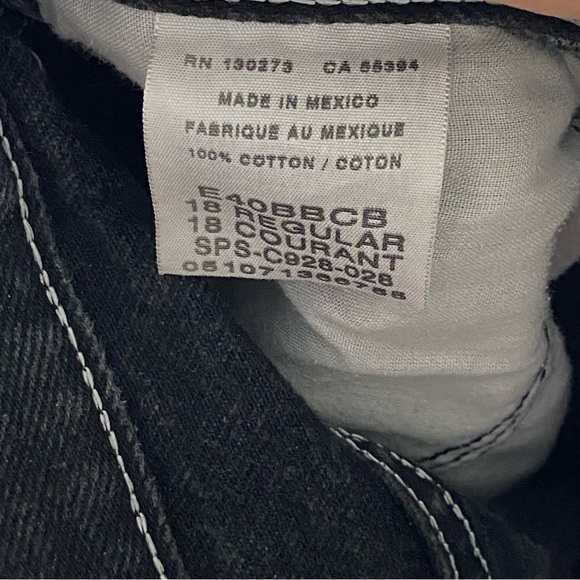 RN 130273 CA 55394
MADE IN MEXICO
FABRIQUÉ AU MEXIQUE
100% COTTON / COTON
E40BBCB
18 REGULAR
18 COURANT
SPS-C928-028